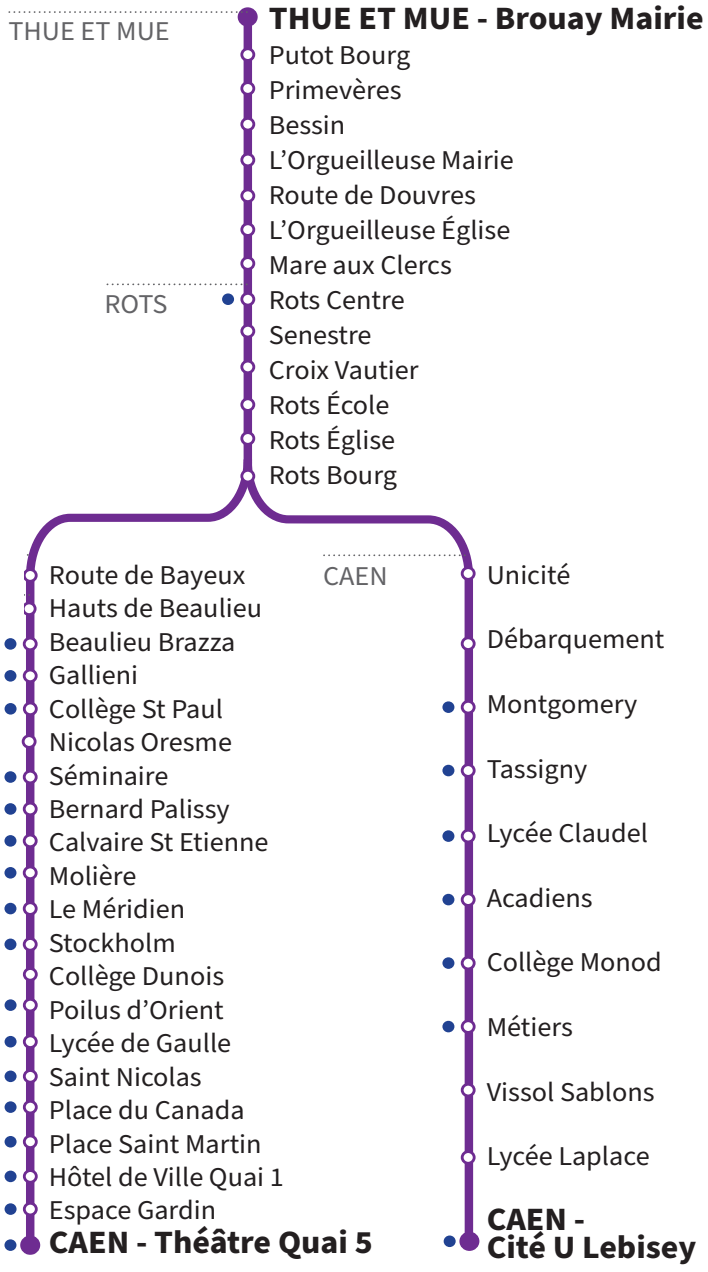 THUE ET MUE
THUE ET MUE - Brouay Mairie
Putot Bourg
Primevères
Bessin
L’Orgueilleuse Mairie
Route de Douvres
L’Orgueilleuse Église
Mare aux Clercs
ROTS
Rots Centre
Senestre
Croix Vautier
Rots École
Rots Église
Rots Bourg
Route de Bayeux
Hauts de Beaulieu
Beaulieu Brazza
Gallieni
Collège St Paul
Nicolas Oresme
Séminaire
Bernard Palissy
Calvaire St Etienne
Molière
Le Méridien
Stockholm
Collège Dunois
Poilus d’Orient
Lycée de Gaulle
Saint Nicolas
Place du Canada
Place Saint Martin
Hôtel de Ville Quai 1
Espace Gardin
CAEN - Théâtre Quai 5
CAEN
Unicité
Débarquement
Montgomery
Tassigny
Lycée Claudel
Acadiens
Collège Monod
Métiers
Vissol Sablons
Lycée Laplace
CAEN -
Cité U Lebisey